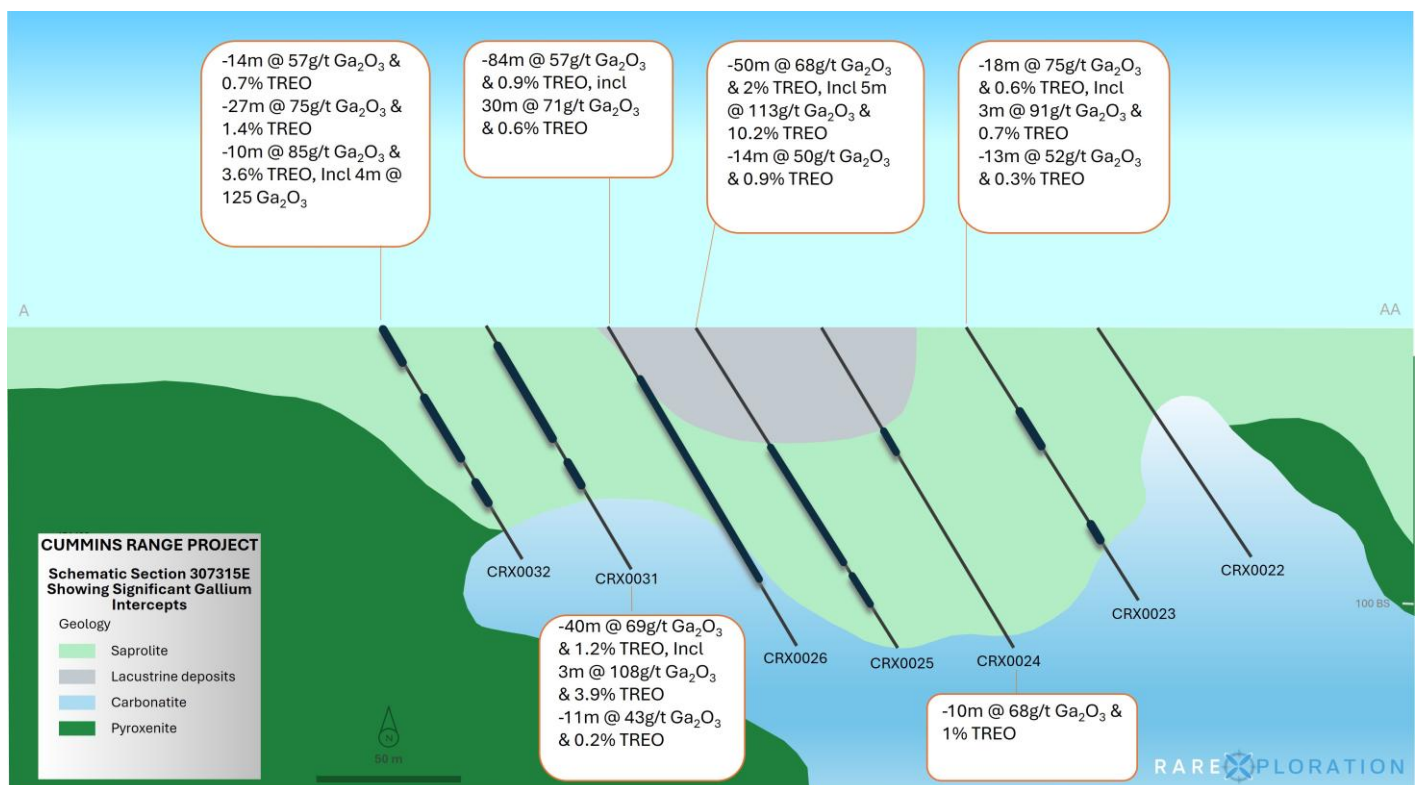 -14m @ 57g/t Ga₂O₃ &
0.7% TREO
-27m @ 75g/t Ga₂O₃ &
1.4% TREO
-10m @ 85g/t Ga₂O₃ &
3.6% TREO, Incl 4m @
125 Ga₂O₃
-84m @ 57g/t Ga₂O₃
& 0.9% TREO, incl
30m @ 71g/t Ga₂O₃
& 0.6% TREO
-50m @ 68g/t Ga₂O₃
& 2% TREO, Incl 5m
@ 113g/t Ga₂O₃ &
10.2% TREO
-14m @ 50g/t Ga₂O₃
& 0.9% TREO
-18m @ 75g/t Ga₂O₃
& 0.6% TREO, Incl
3m @ 91g/t Ga₂O₃ &
0.7% TREO
-13m @ 52g/t Ga₂O₃
& 0.3% TREO
A
AA
CRX0032
CRX0031
CRX0026
CRX0025
CRX0024
CRX0023
CRX0022
100 BS
CUMMINS RANGE PROJECT
Schematic Section 307315E
Showing Significant Gallium
Intercepts
Geology
Saprolite
Lacustrine deposits
Carbonatite
Pyroxenite
N
50 m
-40m @ 69g/t Ga₂O₃
& 1.2% TREO, Incl
3m @ 108g/t Ga₂O₃
& 3.9% TREO
-11m @ 43g/t Ga₂O₃
& 0.2% TREO
-10m @ 68g/t Ga₂O₃ &
1% TREO
RAREXPLORATION